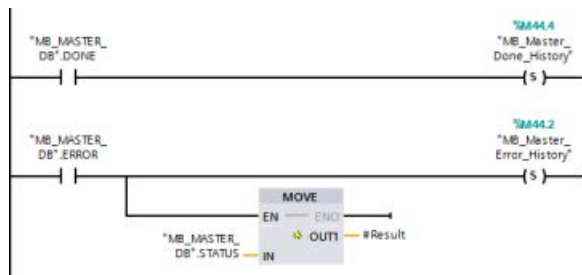 %M44.4
"MB_MASTER_
DB".DONE
"MB_Master_
Done_History"
S
%M44.2
"MB_MASTER_
DB".ERROR
"MB_Master_
Error_History"
S
MOVE
EN
ENO
"MB_MASTER_
DB".STATUS
IN
OUT1
#Result